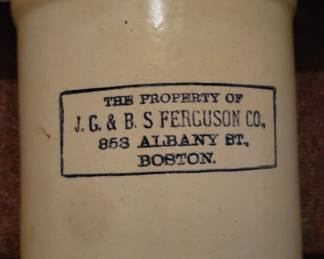 THE PROPERTY OF
J. G. & B. S FERGUSON CO.,
853 ALBANY ST.,
BOSTON.